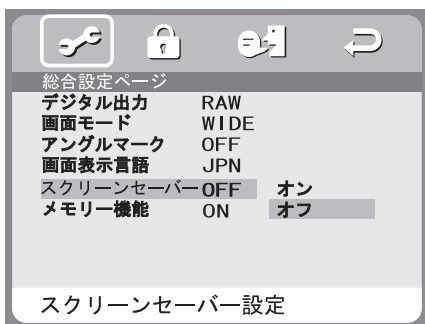 総合設定ページ
デジタル出力 RAW
画面モード WIDE
アングルマーク OFF
画面表示言語 JPN
スクリーンセーバー OFF オン
メモリー機能 ON オフ
スクリーンセーバー設定